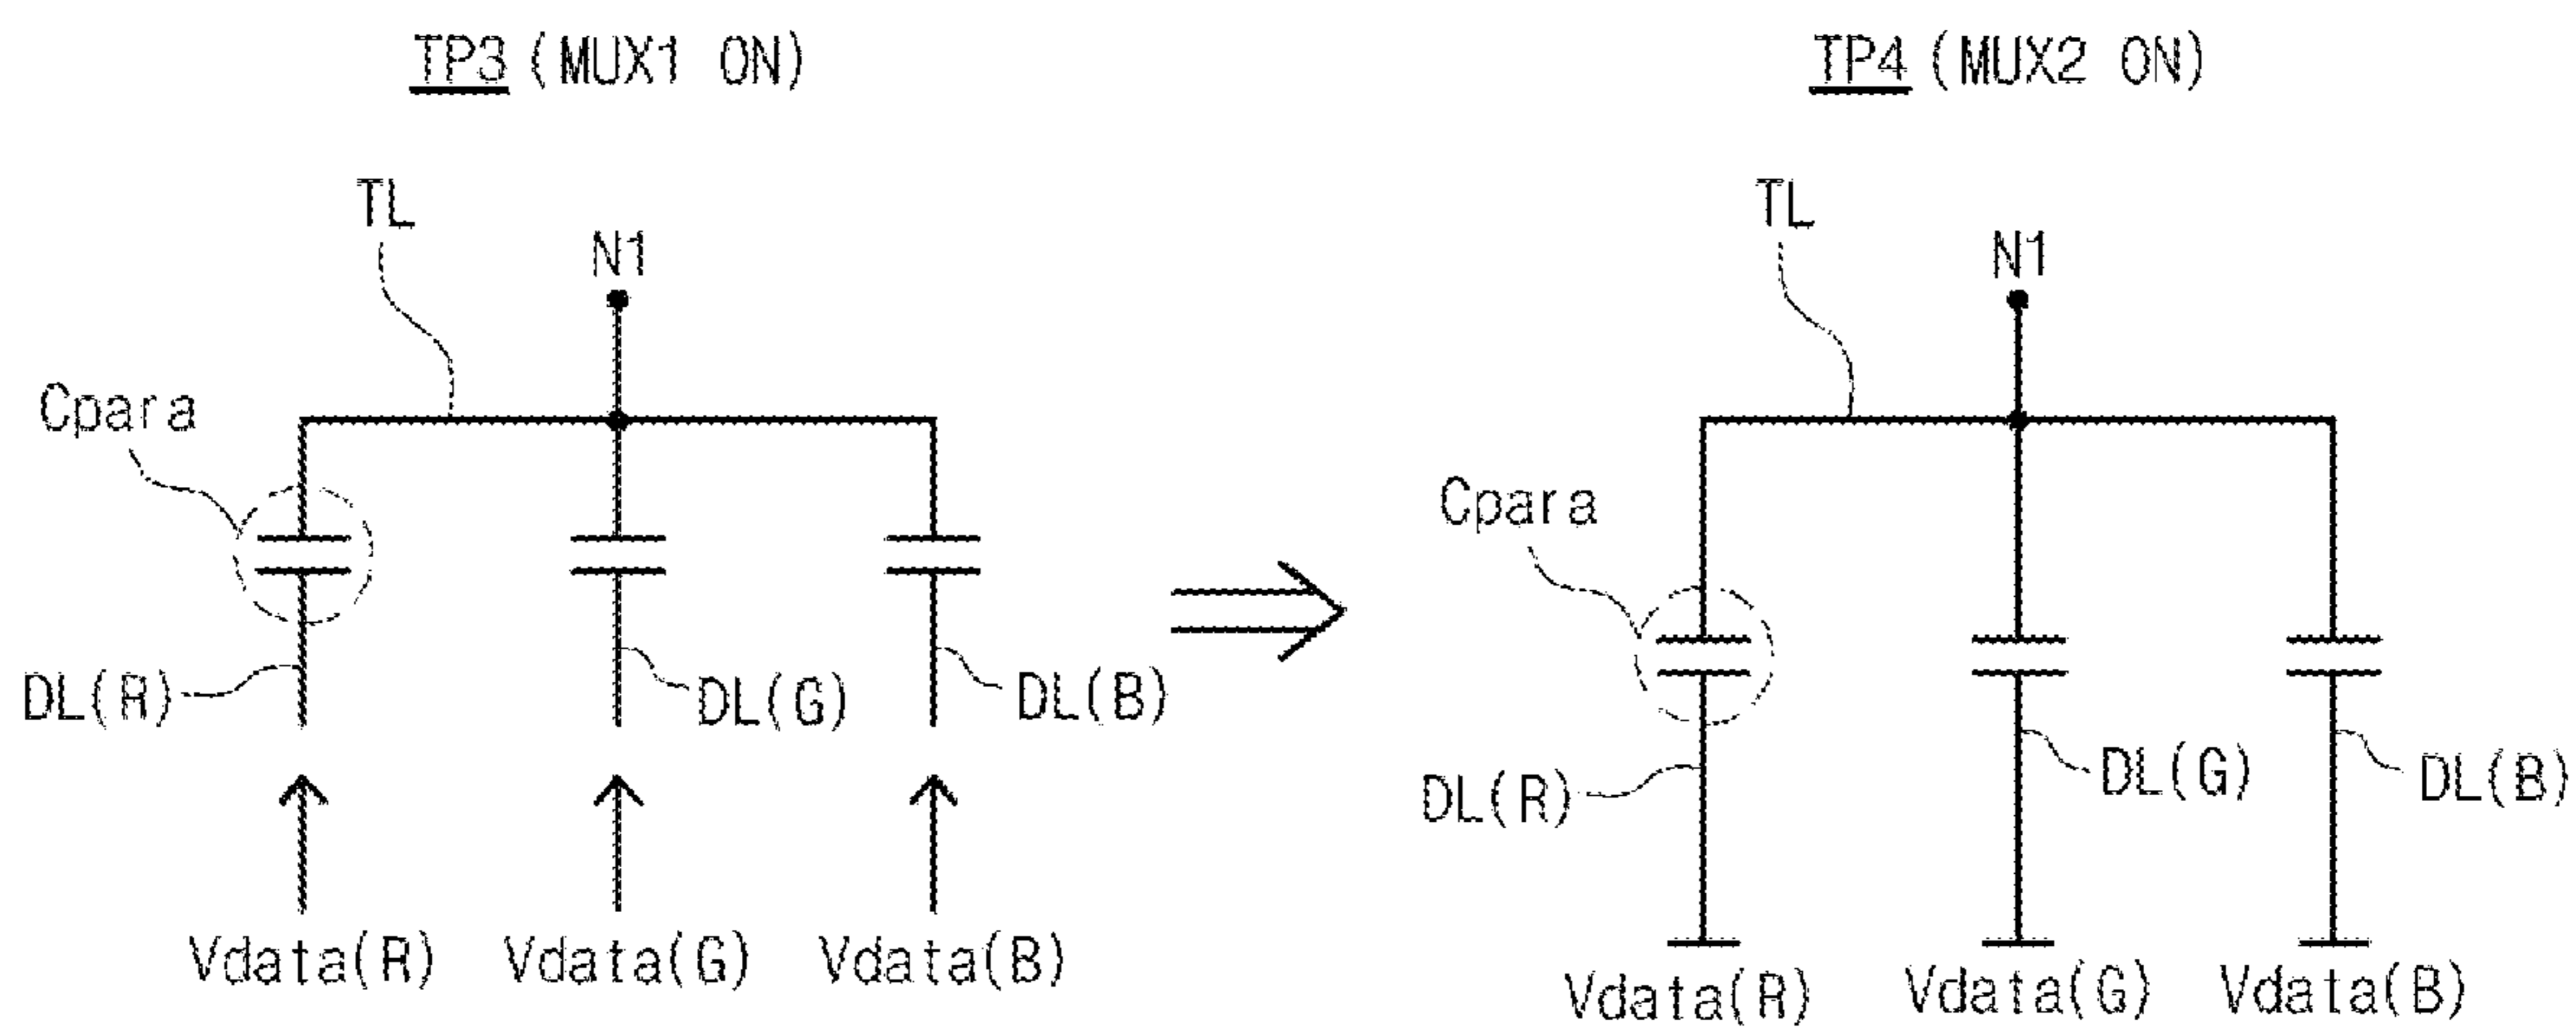 TP3 (MUX1 ON)
TL
N1
Cpara
DL(R)
DL(G)
DL(B)
Vdata(R) Vdata(G) Vdata(B)
TP4 (MUX2 ON)
TL
N1
Cpara
DL(R)
DL(G)
DL(B)
Vdata(R) Vdata(G) Vdata(B)